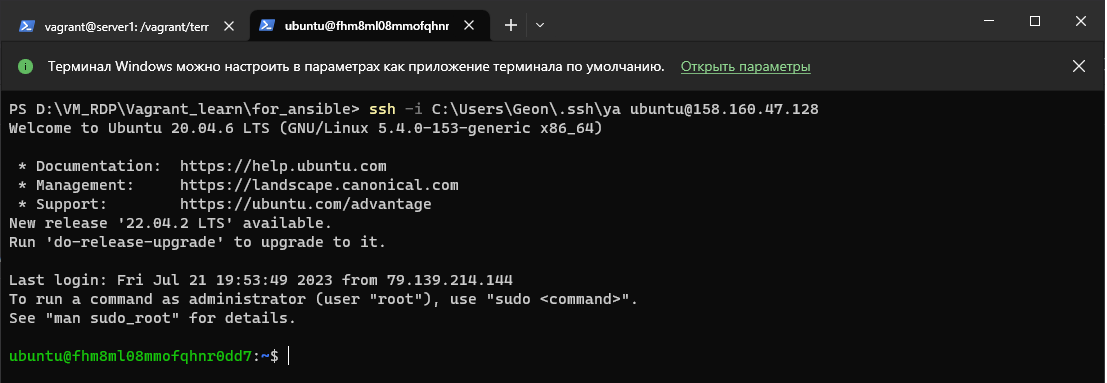 vagrant@server1: /vagrant/terr
ubuntu@fhm8ml08mmofqhnr
Терминал Windows можно настроить в параметрах как приложение терминала по умолчанию. Открыть параметры
PS D:\VM_RDP\Vagrant_learn\for_ansible> ssh -i C:\Users\Geon\.ssh\ya ubuntu@158.160.47.128
Welcome to Ubuntu 20.04.6 LTS (GNU/Linux 5.4.0-153-generic x86_64)
* Documentation:  https://help.ubuntu.com
* Management:     https://landscape.canonical.com
* Support:        https://ubuntu.com/advantage
New release '22.04.2 LTS' available.
Run 'do-release-upgrade' to upgrade to it.
Last login: Fri Jul 21 19:53:49 2023 from 79.139.214.144
To run a command as administrator (user "root"), use "sudo <command>".
See "man sudo_root" for details.
ubuntu@fhm8ml08mmofqhnr0dd7:~$